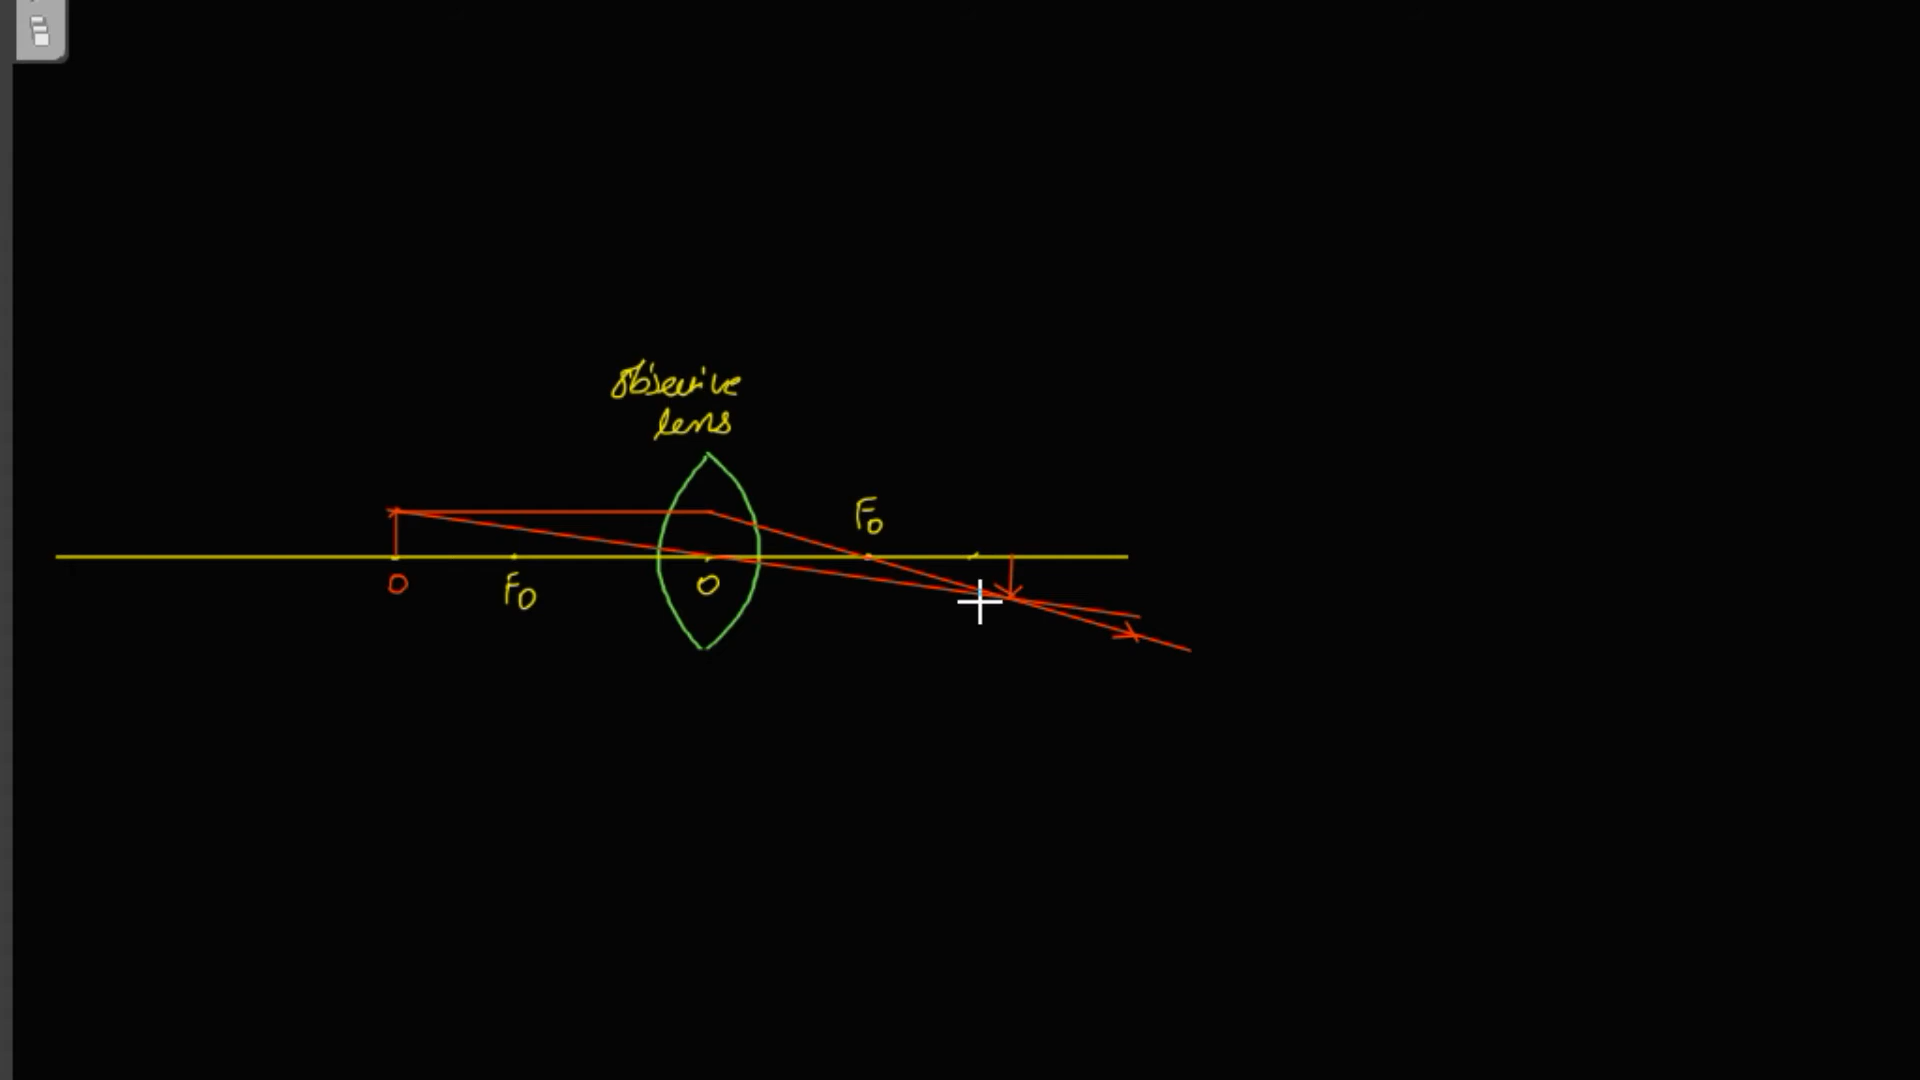 objective
lens
F₀
O
F₀
O